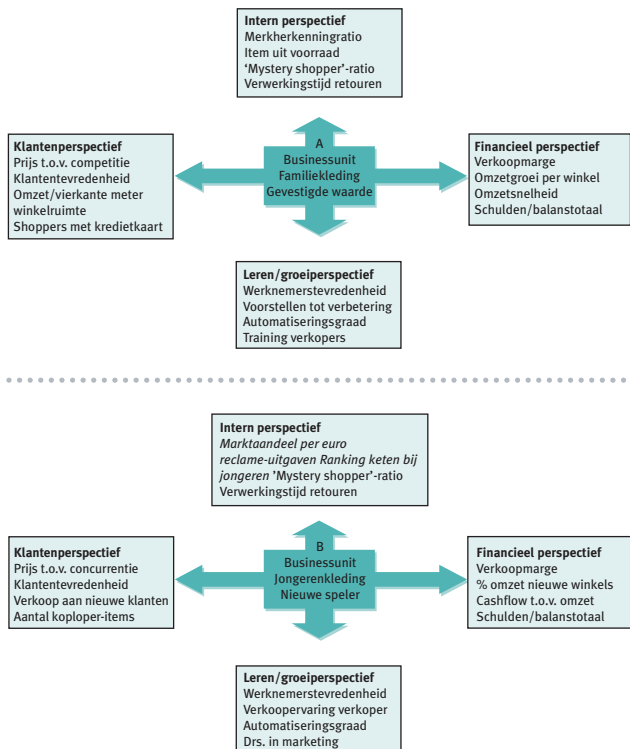 Intern perspectief
Merkherkenningratio
Item uit voorraad
‘Mystery shopper’-ratio
Verwerkingstijd retouren
Klantenperspectief
Prijs t.o.v. competitie
Klantentevredenheid
Omzet/vierkante meter
winkelruimte
Shoppers met kredietkaart
A
Businessunit
Familiekleding
Gevestigde waarde
Financieel perspectief
Verkoopmarge
Omzetgroei per winkel
Omzetsnelheid
Schulden/balanstotaal
Leren/groeiperspectief
Werknemerstevredenheid
Voorstellen tot verbetering
Automatiseringsgraad
Training verkopers
Intern perspectief
Marktaandeel per euro
reclame-uitgaven Ranking keten bij
jongeren ’Mystery shopper’-ratio
Verwerkingstijd retouren
Klantenperspectief
Prijs t.o.v. concurrentie
Klantentevredenheid
Verkoop aan nieuwe klanten
Aantal koploper-items
B
Businessunit
Jongerenkleding
Nieuwe speler
Financieel perspectief
Verkoopmarge
% omzet nieuwe winkels
Cashflow t.o.v. omzet
Schulden/balanstotaal
Leren/groeiperspectief
Werknemerstevredenheid
Verkoopervaring verkoper
Automatiseringsgraad
Drs. in marketing